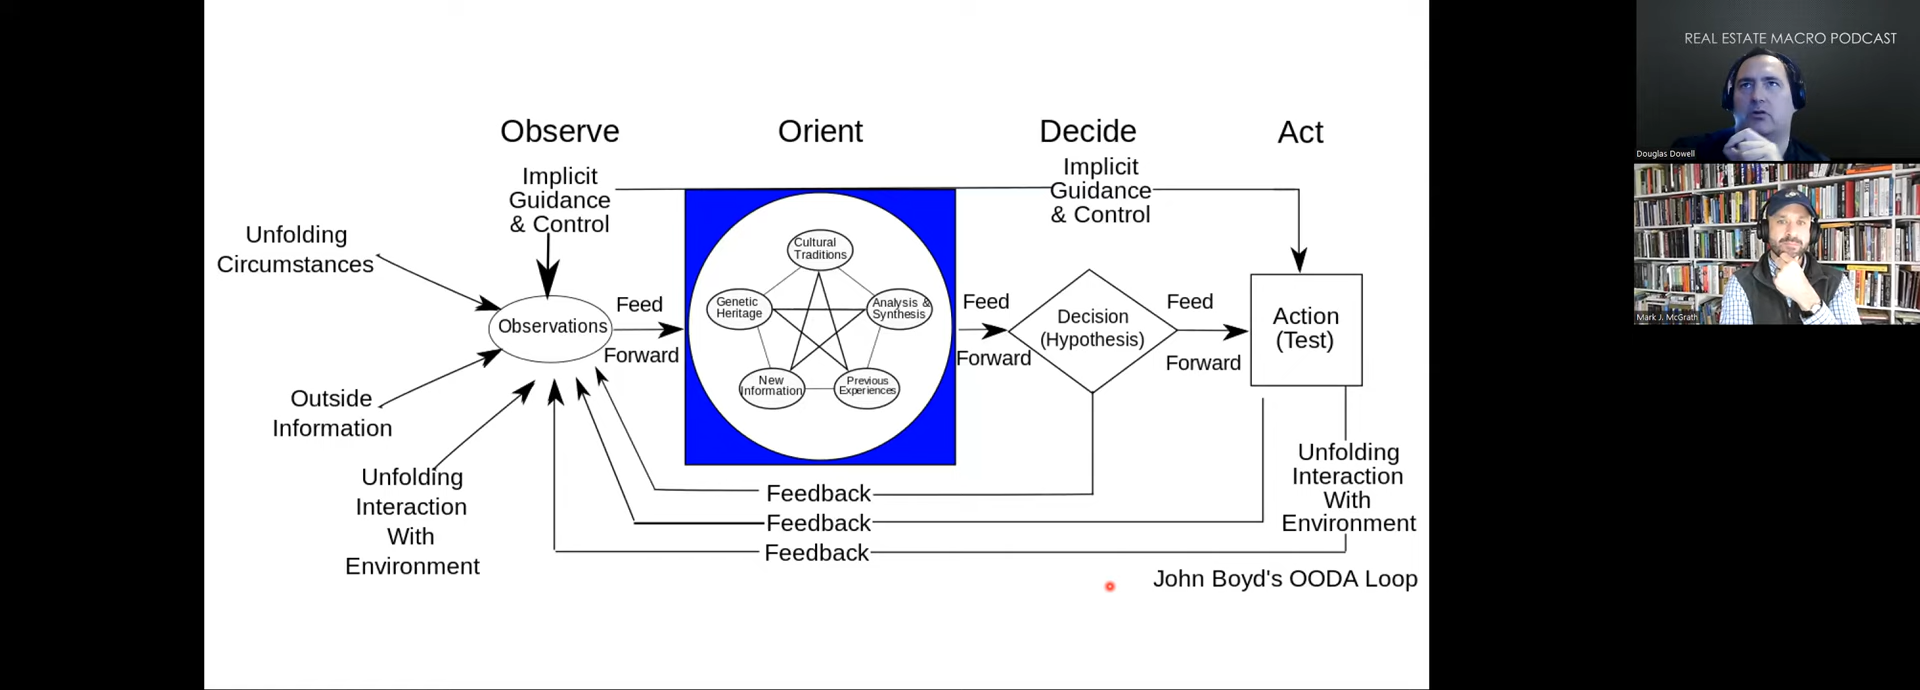 REAL ESTATE MACRO PODCAST
Douglas Dowell
Mark J. McGrath
Observe
Orient
Decide
Act
Implicit
Guidance
& Control
Implicit
Guidance
& Control
Unfolding
Circumstances
Observations
Feed
Forward
Cultural
Traditions
Genetic
Heritage
Analysis &
Synthesis
New
Information
Previous
Experiences
Feed
Forward
Decision
(Hypothesis)
Feed
Forward
Action
(Test)
Outside
Information
Unfolding
Interaction
With
Environment
Feedback
Feedback
Feedback
Unfolding
Interaction
With
Environment
John Boyd's OODA Loop